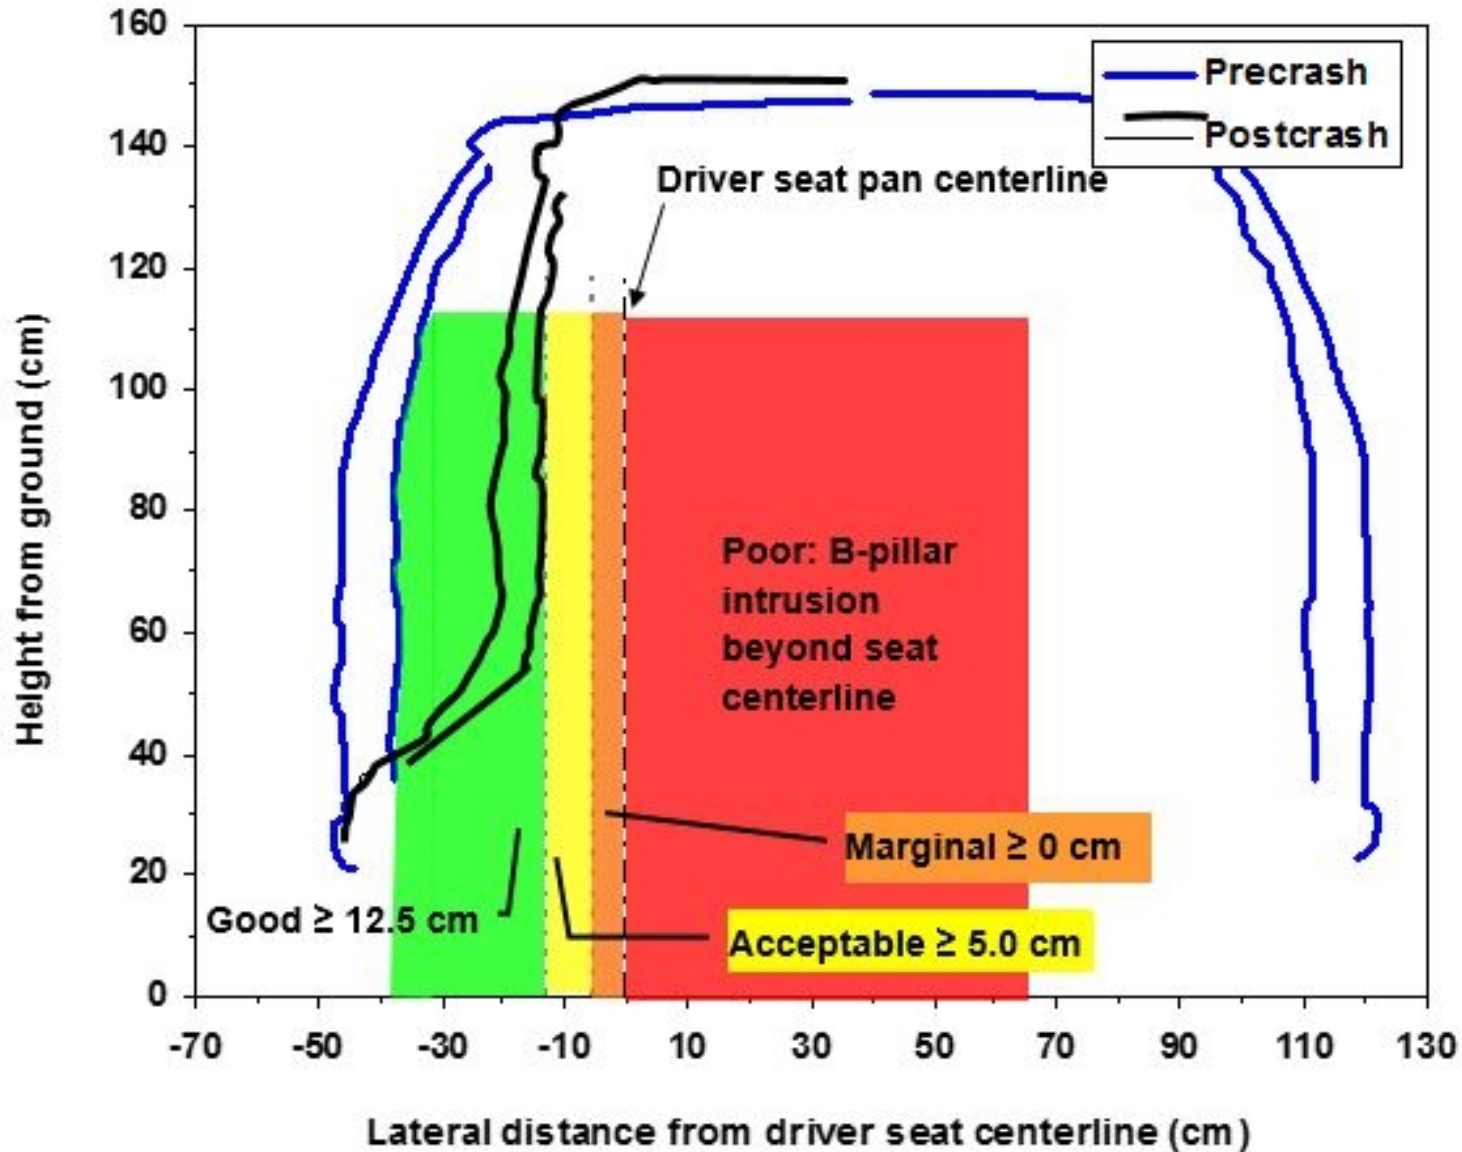 160
140
120
100
80
60
40
20
0
Height from ground (cm)
Precrash
Postcrash
Driver seat pan centerline
Poor: B-pillar
intrusion
beyond seat
centerline
Marginal ≥ 0 cm
Good ≥ 12.5 cm
Acceptable ≥ 5.0 cm
-70 -50 -30 -10 10 30 50 70 90 110 130
Lateral distance from driver seat centerline (cm)